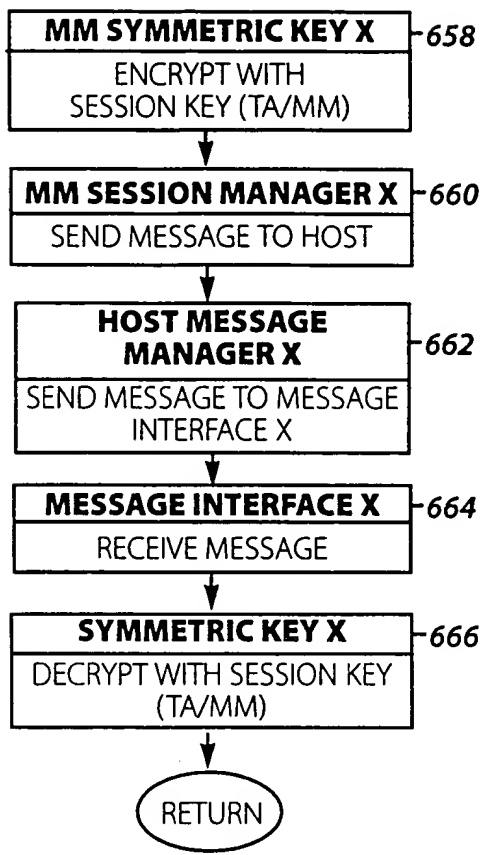 MM SYMMETRIC KEY X
658
ENCRYPT WITH
SESSION KEY (TA/MM)
MM SESSION MANAGER X
660
SEND MESSAGE TO HOST
HOST MESSAGE
MANAGER X
662
SEND MESSAGE TO MESSAGE
INTERFACE X
MESSAGE INTERFACE X
664
RECEIVE MESSAGE
SYMMETRIC KEY X
666
DECRYPT WITH SESSION KEY
(TA/MM)
RETURN